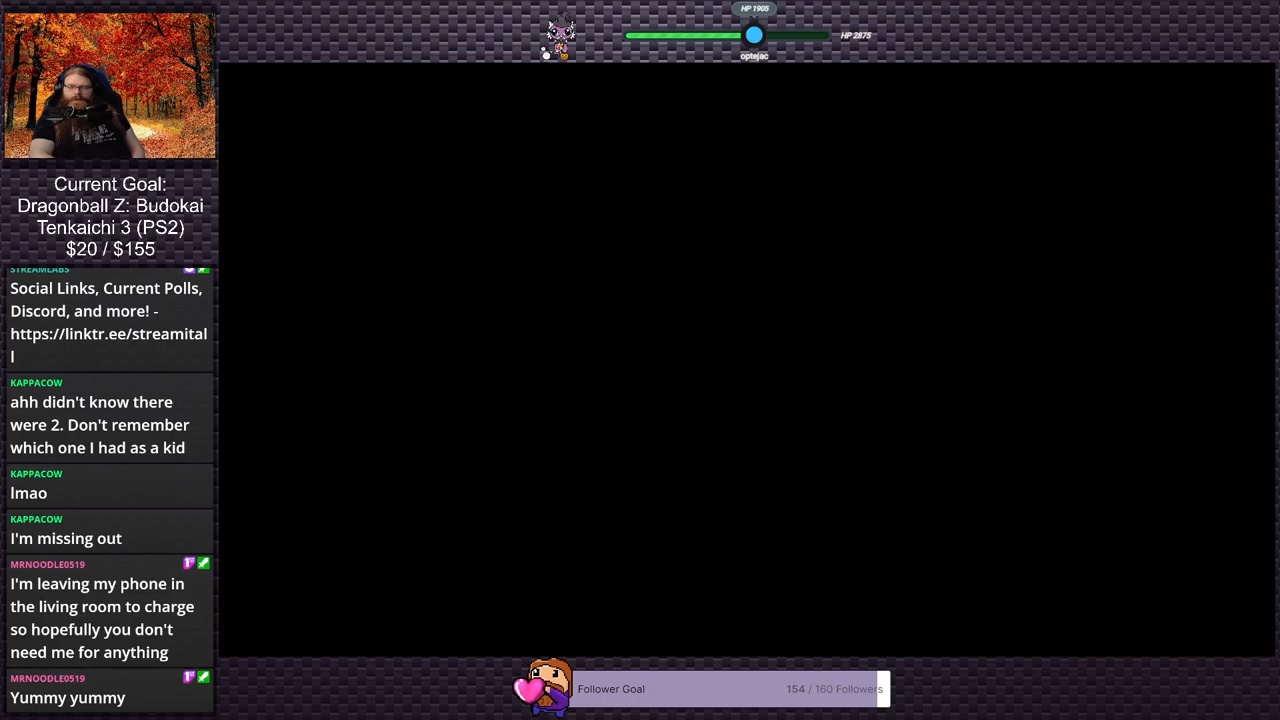 HP 1905
HP 2875
optejac
Current Goal:
Dragonball Z: Budokai
Tenkaichi 3 (PS2)
$20 / $155
STREAMLABS
Social Links, Current Polls,
Discord, and more! -
https://linktr.ee/streamital
l
KAPPACOW
ahh didn't know there
were 2. Don't remember
which one I had as a kid
KAPPACOW
lmao
KAPPACOW
I'm missing out
MRNOODLE0519
I'm leaving my phone in
the living room to charge
so hopefully you don't
need me for anything
MRNOODLE0519
Yummy yummy
Follower Goal
154 / 160 Followers